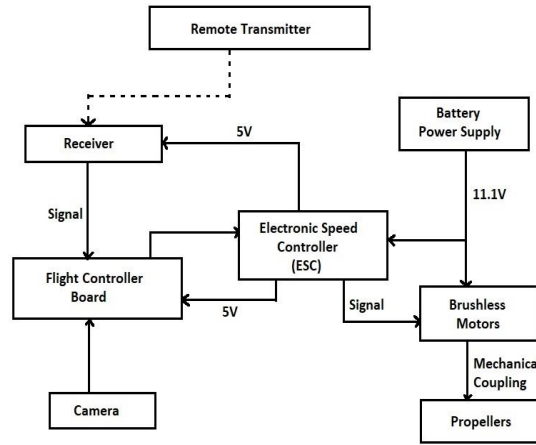 Remote Transmitter
Battery
Power Supply
5V
Receiver
11.1V
Signal
Electronic Speed
Controller
(ESC)
Flight Controller
Board
5V
Signal
Brushless
Motors
Mechanical
Coupling
Camera
Propellers